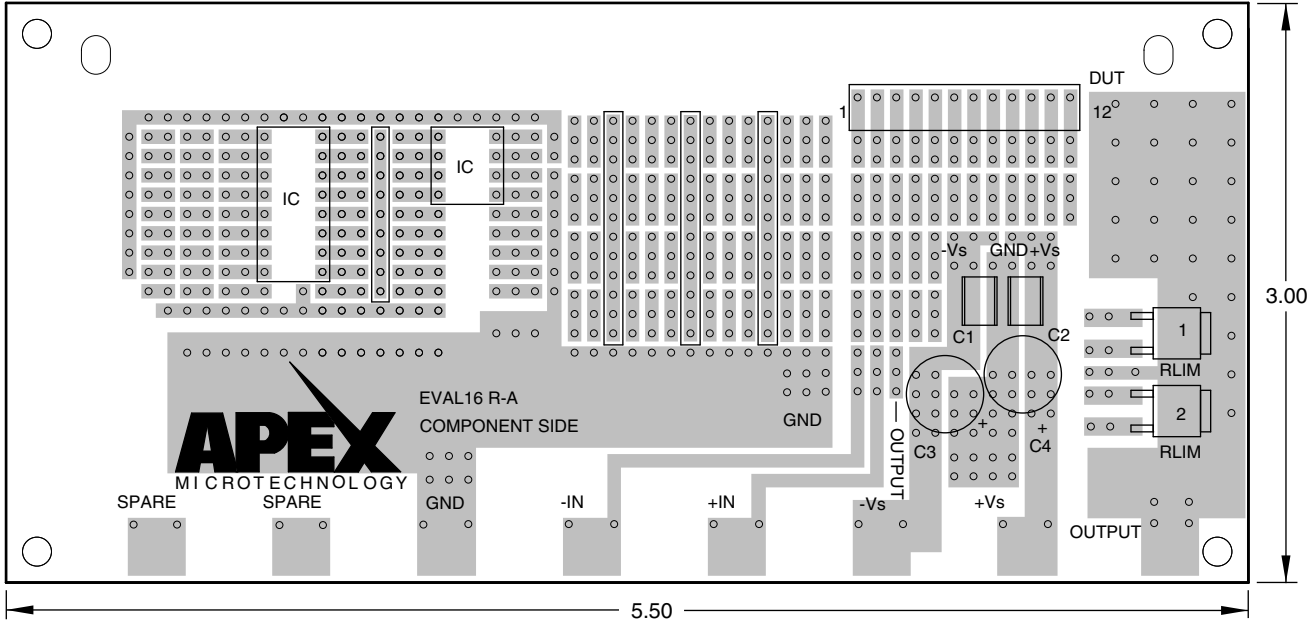 DUT
1
12
IC
IC
-Vs
GND
+Vs
3.00
C1
C2
1
RLIM
EVAL16 R-A
COMPONENT SIDE
GND
2
RLIM
APEX
MICROTECHNOLOGY
— OUTPUT
+
+
C3
C4
SPARE
SPARE
GND
-IN
+IN
-Vs
+Vs
OUTPUT
5.50